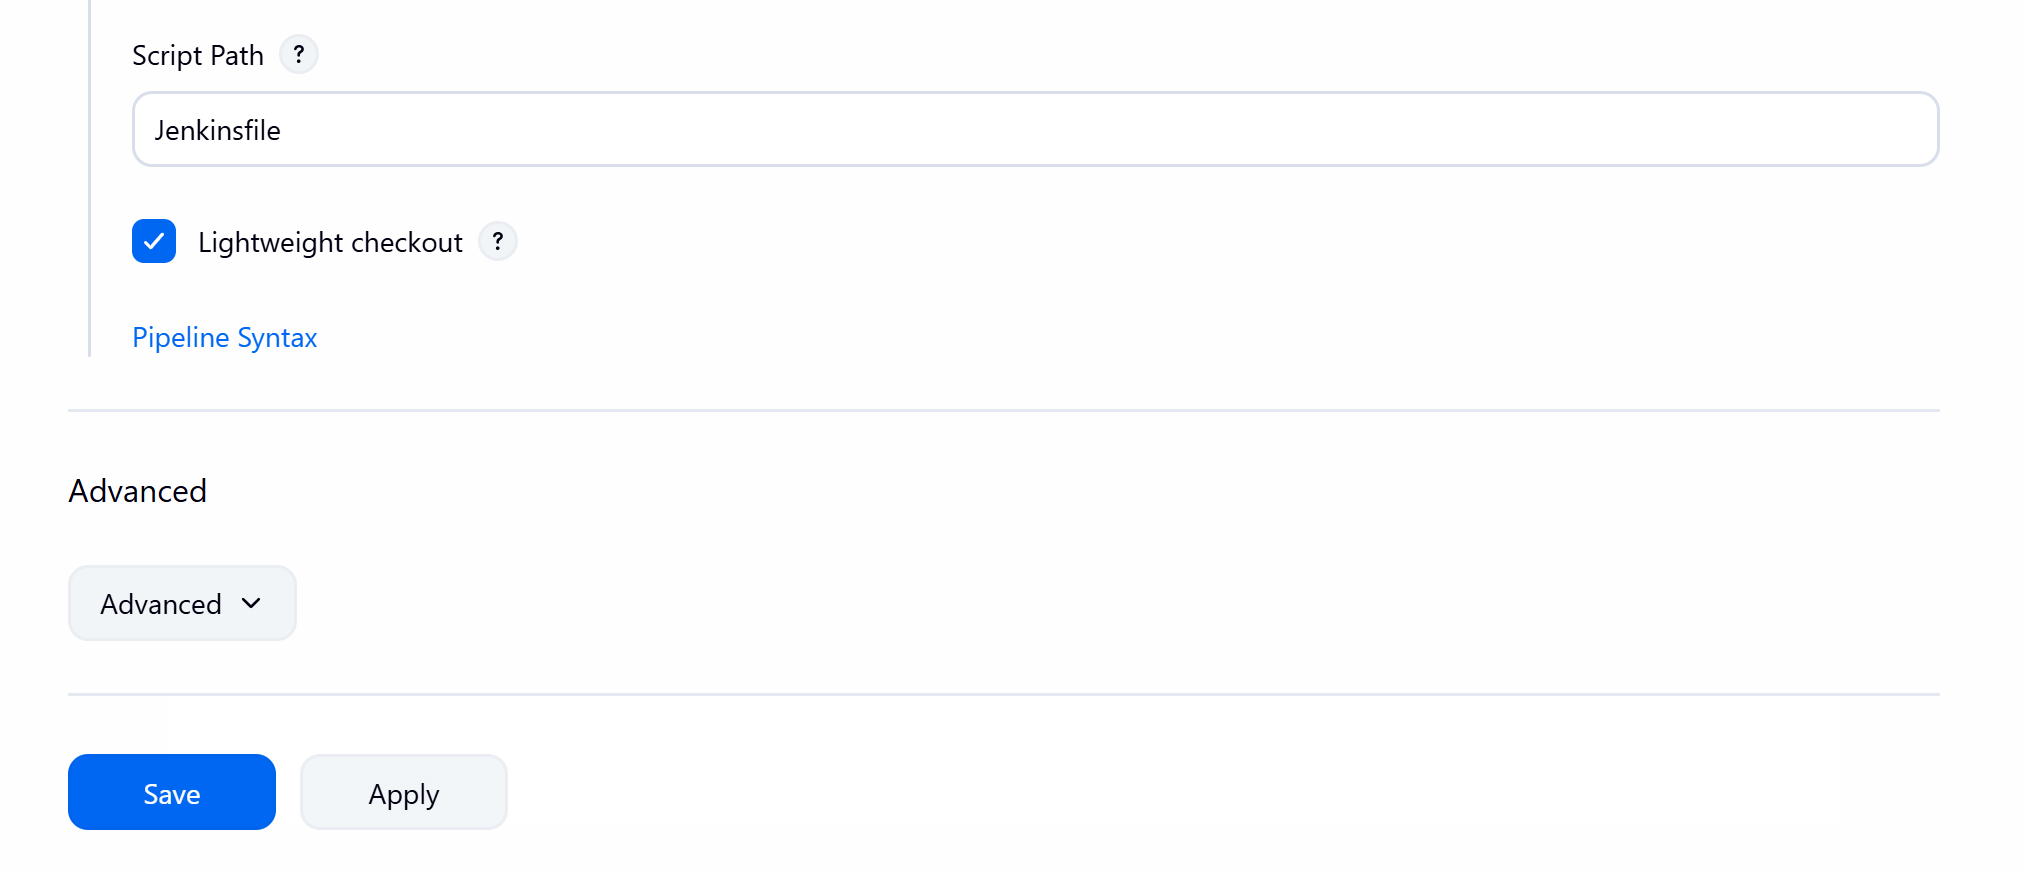 Script Path ?
Jenkinsfile
Lightweight checkout ?
Pipeline Syntax
Advanced
Advanced
Save Apply